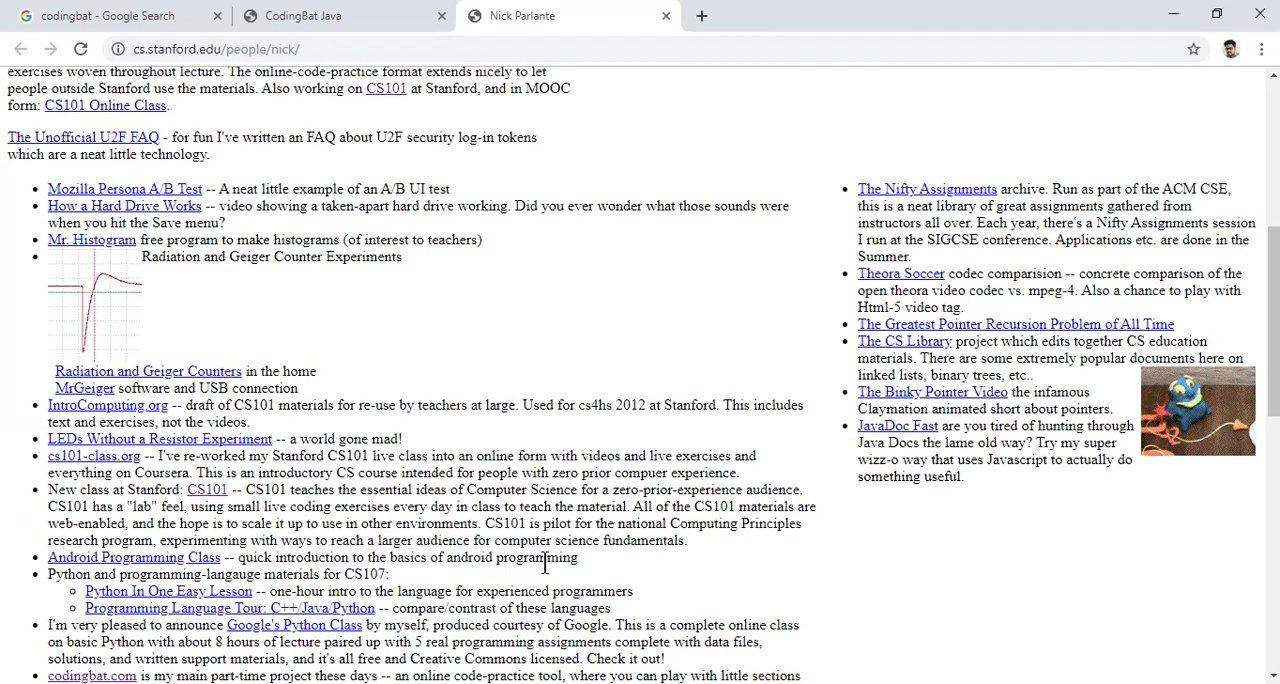 codingbat - Google Search
CodingBat Java
Nick Parlante
cs.stanford.edu/people/nick/
exercises woven throughout lecture. The online-code-practice format extends nicely to let
people outside Stanford use the materials. Also working on CS101 at Stanford, and in MOOC
form: CS101 Online Class.
The Unofficial U2F FAQ - for fun I've written an FAQ about U2F security log-in tokens
which are a neat little technology.
Mozilla Persona A/B Test -- A neat little example of an A/B UI test
How a Hard Drive Works -- video showing a taken-apart hard drive working. Did you ever wonder what those sounds were
when you hit the Save menu?
Mr. Histogram free program to make histograms (of interest to teachers)
Radiation and Geiger Counter Experiments
Radiation and Geiger Counters in the home
MrGeiger software and USB connection
IntroComputing.org -- draft of CS101 materials for re-use by teachers at large. Used for cs4hs 2012 at Stanford. This includes
text and exercises, not the videos.
LEDs Without a Resistor Experiment -- a world gone mad!
cs101-class.org -- I've re-worked my Stanford CS101 live class into an online form with videos and live exercises and
everything on Coursera. This is an introductory CS course intended for people with zero prior compuer experience.
New class at Stanford: CS101 -- CS101 teaches the essential ideas of Computer Science for a zero-prior-experience audience.
CS101 has a "lab" feel, using small live coding exercises every day in class to teach the material. All of the CS101 materials are
web-enabled, and the hope is to scale it up to use in other environments. CS101 is pilot for the national Computing Principles
research program, experimenting with ways to reach a larger audience for computer science fundamentals.
Android Programming Class -- quick introduction to the basics of android programming
Python and programming-langauge materials for CS107:
Python In One Easy Lesson -- one-hour intro to the language for experienced programmers
Programming Language Tour: C++/Java/Python -- compare/contrast of these languages
I'm very pleased to announce Google's Python Class by myself, produced courtesy of Google. This is a complete online class
on basic Python with about 8 hours of lecture paired up with 5 real programming assignments complete with data files,
solutions, and written support materials, and it's all free and Creative Commons licensed. Check it out!
codingbat.com is my main part-time project these days -- an online code-practice tool, where you can play with little sections
The Nifty Assignments archive. Run as part of the ACM CSE,
this is a neat library of great assignments gathered from
instructors all over. Each year, there's a Nifty Assignments session
I run at the SIGCSE conference. Applications etc. are done in the
Summer.
Theora Soccer codec comparision -- concrete comparison of the
open theora video codec vs. mpeg-4. Also a chance to play with
Html-5 video tag.
The Greatest Pointer Recursion Problem of All Time
The CS Library project which edits together CS education
materials. There are some extremely popular documents here on
linked lists, binary trees, etc..
The Binky Pointer Video the infamous
Claymation animated short about pointers.
JavaDoc Fast are you tired of hunting through
Java Docs the lame old way? Try my super
wizz-o way that uses Javascript to actually do
something useful.